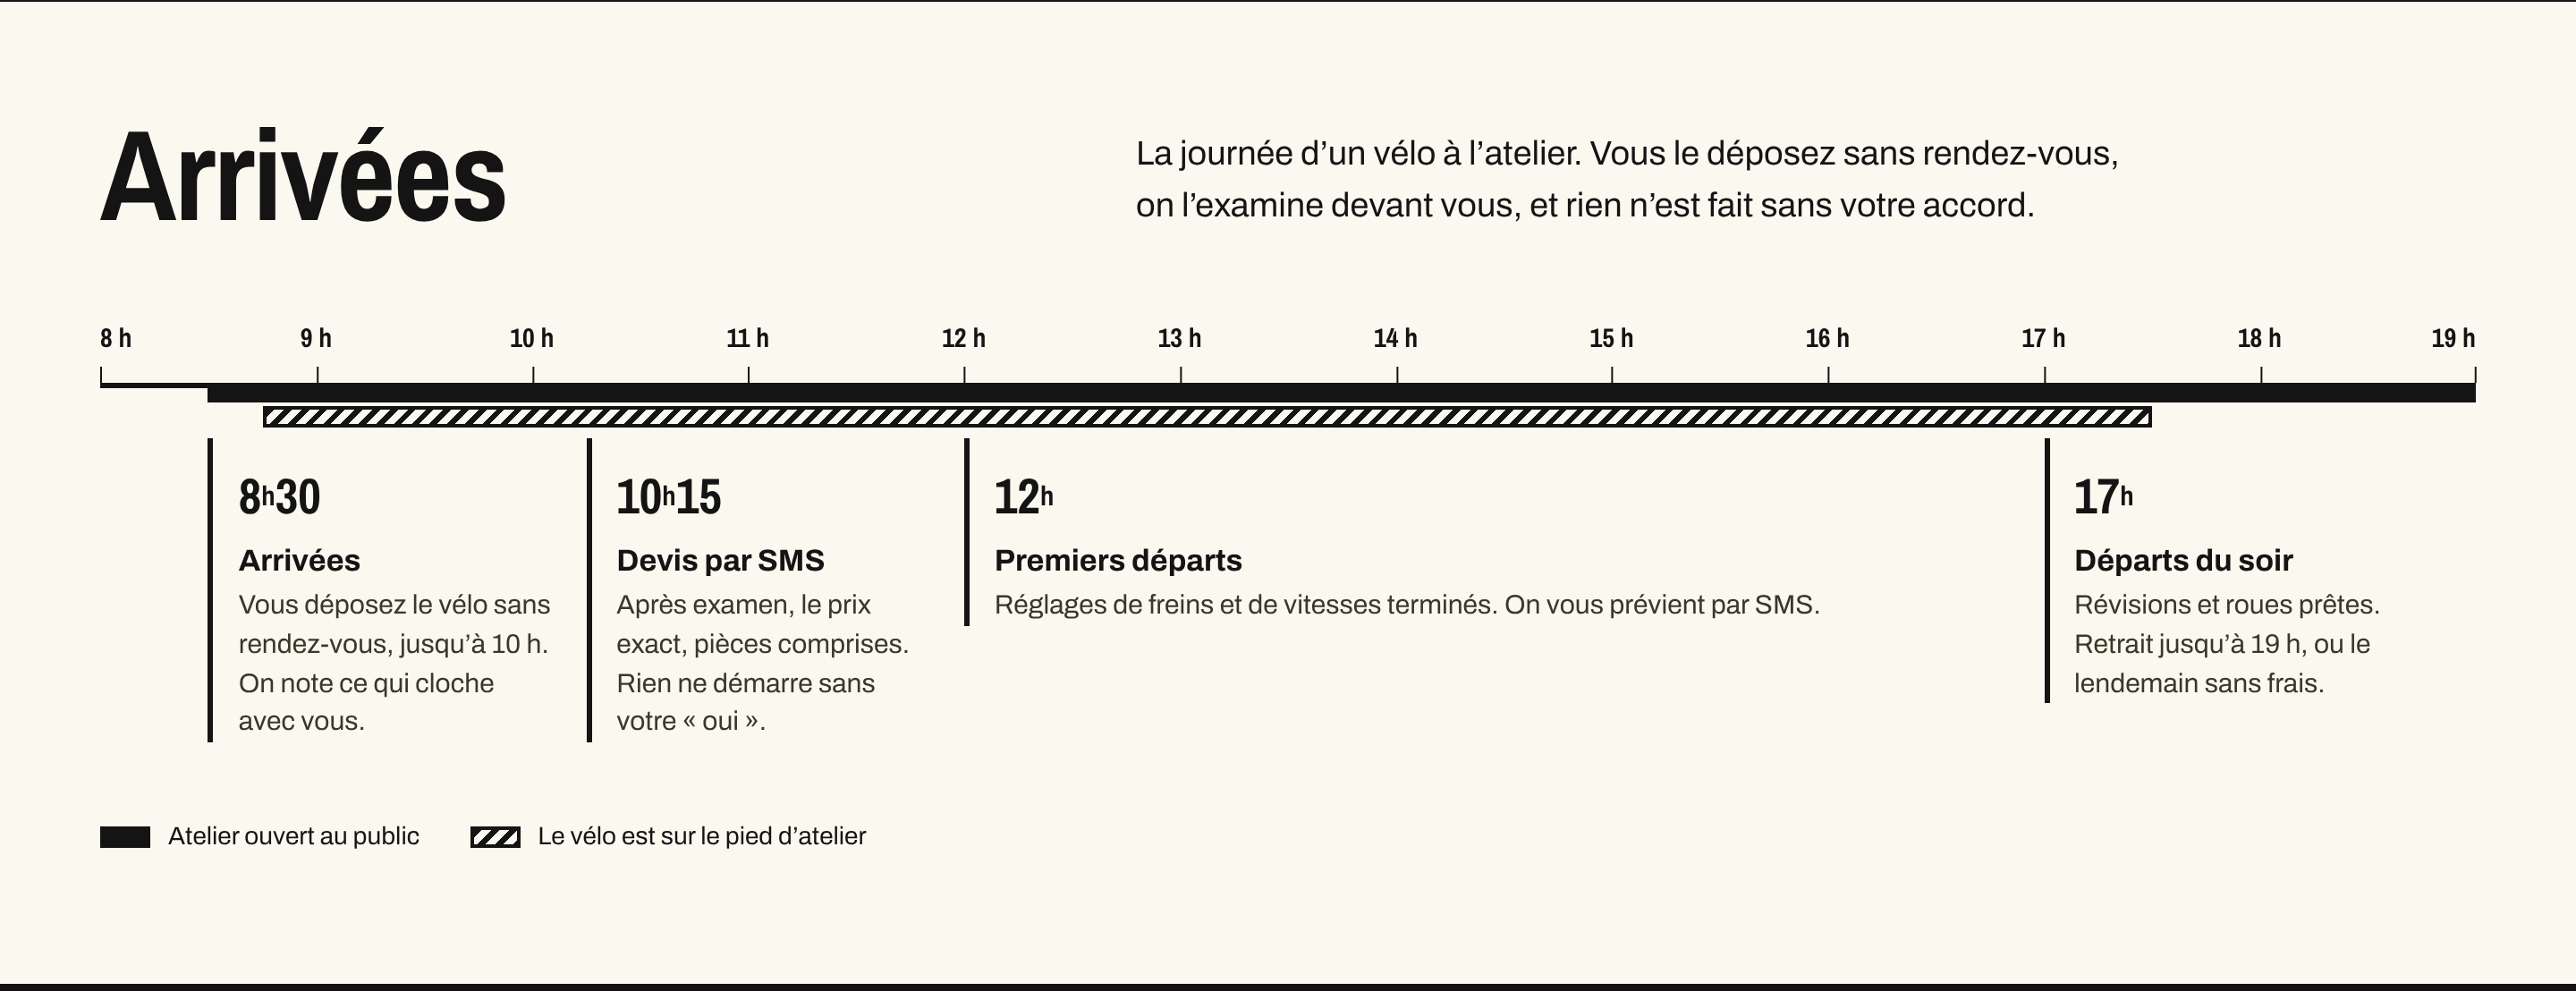 Arrivées
La journée d’un vélo à l’atelier. Vous le déposez sans rendez-vous,
on l’examine devant vous, et rien n’est fait sans votre accord.
8 h
9 h
10 h
11 h
12 h
13 h
14 h
15 h
16 h
17 h
18 h
19 h
8h30
Arrivées
Vous déposez le vélo sans
rendez-vous, jusqu’à 10 h.
On note ce qui cloche
avec vous.
10h15
Devis par SMS
Après examen, le prix
exact, pièces comprises.
Rien ne démarre sans
votre « oui ».
12h
Premiers départs
Réglages de freins et de vitesses terminés. On vous prévient par SMS.
17h
Départs du soir
Révisions et roues prêtes.
Retrait jusqu’à 19 h, ou le
lendemain sans frais.
Atelier ouvert au public
Le vélo est sur le pied d’atelier